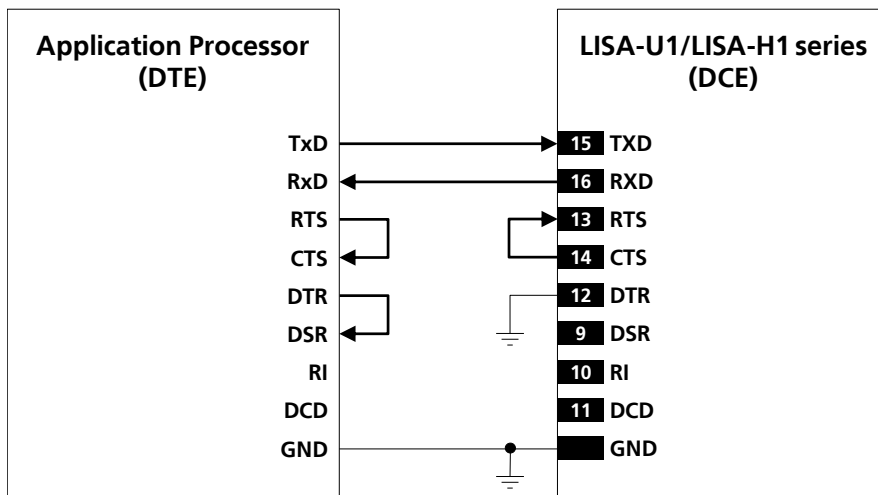 Application Processor
(DTE)
LISA-U1/LISA-H1 series
(DCE)
TxD
15 TXD
RxD
16 RXD
RTS
13 RTS
CTS
14 CTS
DTR
12 DTR
DSR
9 DSR
RI
10 RI
DCD
11 DCD
GND
GND